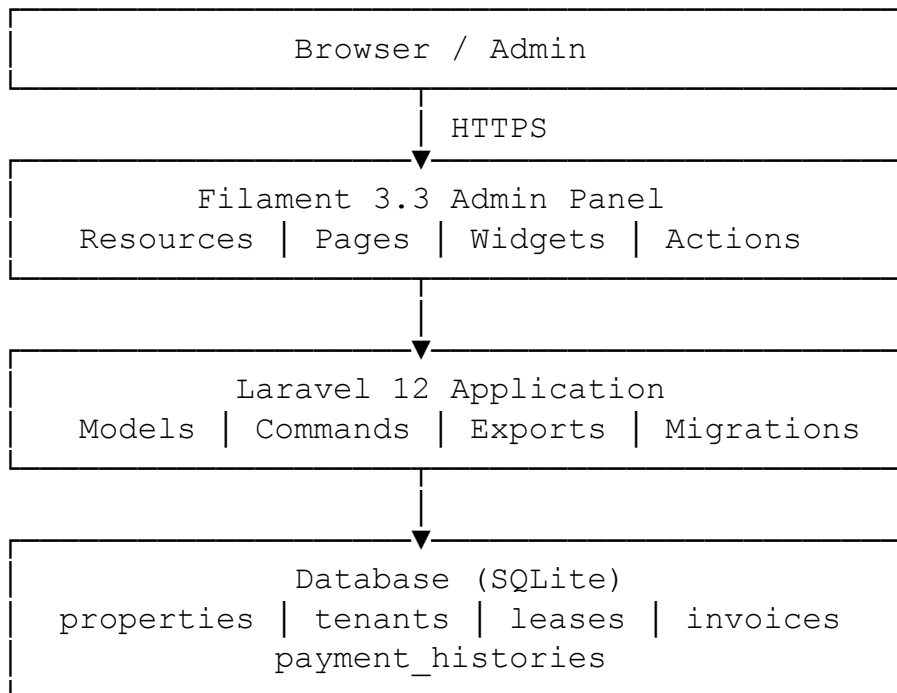 Browser / Admin
HTTPS
Filament 3.3 Admin Panel
Resources │ Pages │ Widgets │ Actions
Laravel 12 Application
Models │ Commands │ Exports │ Migrations
Database (SQLite)
properties │ tenants │ leases │ invoices
payment_histories